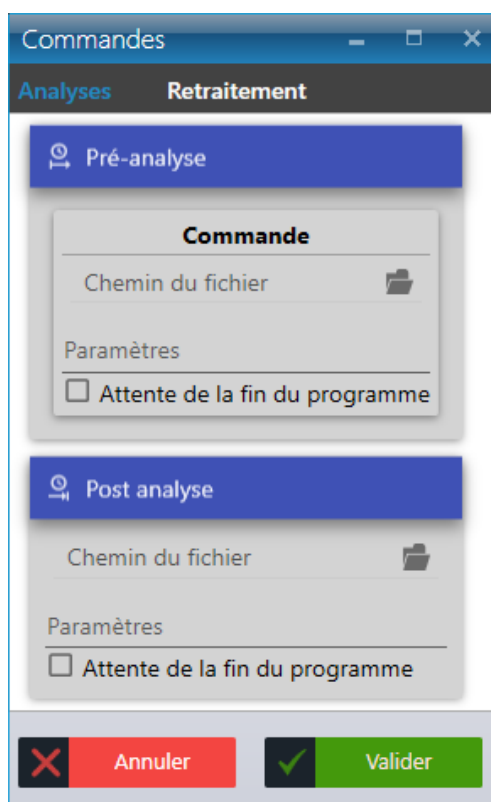 Commandes
Analyses Retraitement
Pré-analyse
Commande
Chemin du fichier
Paramètres
Attente de la fin du programme
Post analyse
Chemin du fichier
Paramètres
Attente de la fin du programme
Annuler Valider